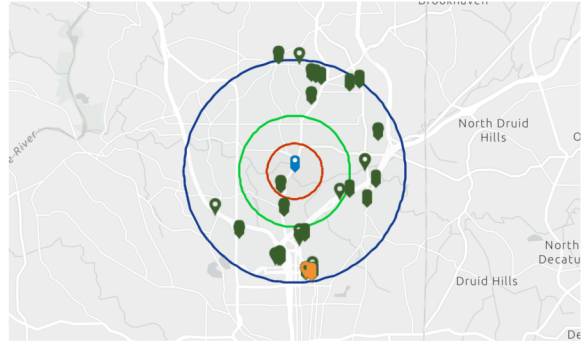 Brookhaven
e-River
North Druid
Hills
North
Decatu
Druid Hills
De